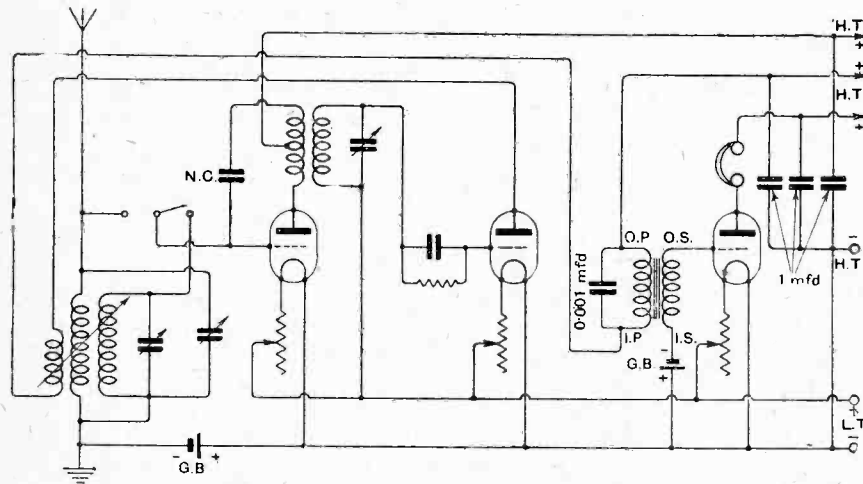 H.T
+
+
H.T
+
N.C.
O.P
O.S.
0·001 mfd
1 mfd
H.T
-
I.P
I.S.
G.B.
-
+
+
L.T
-
- G.B +